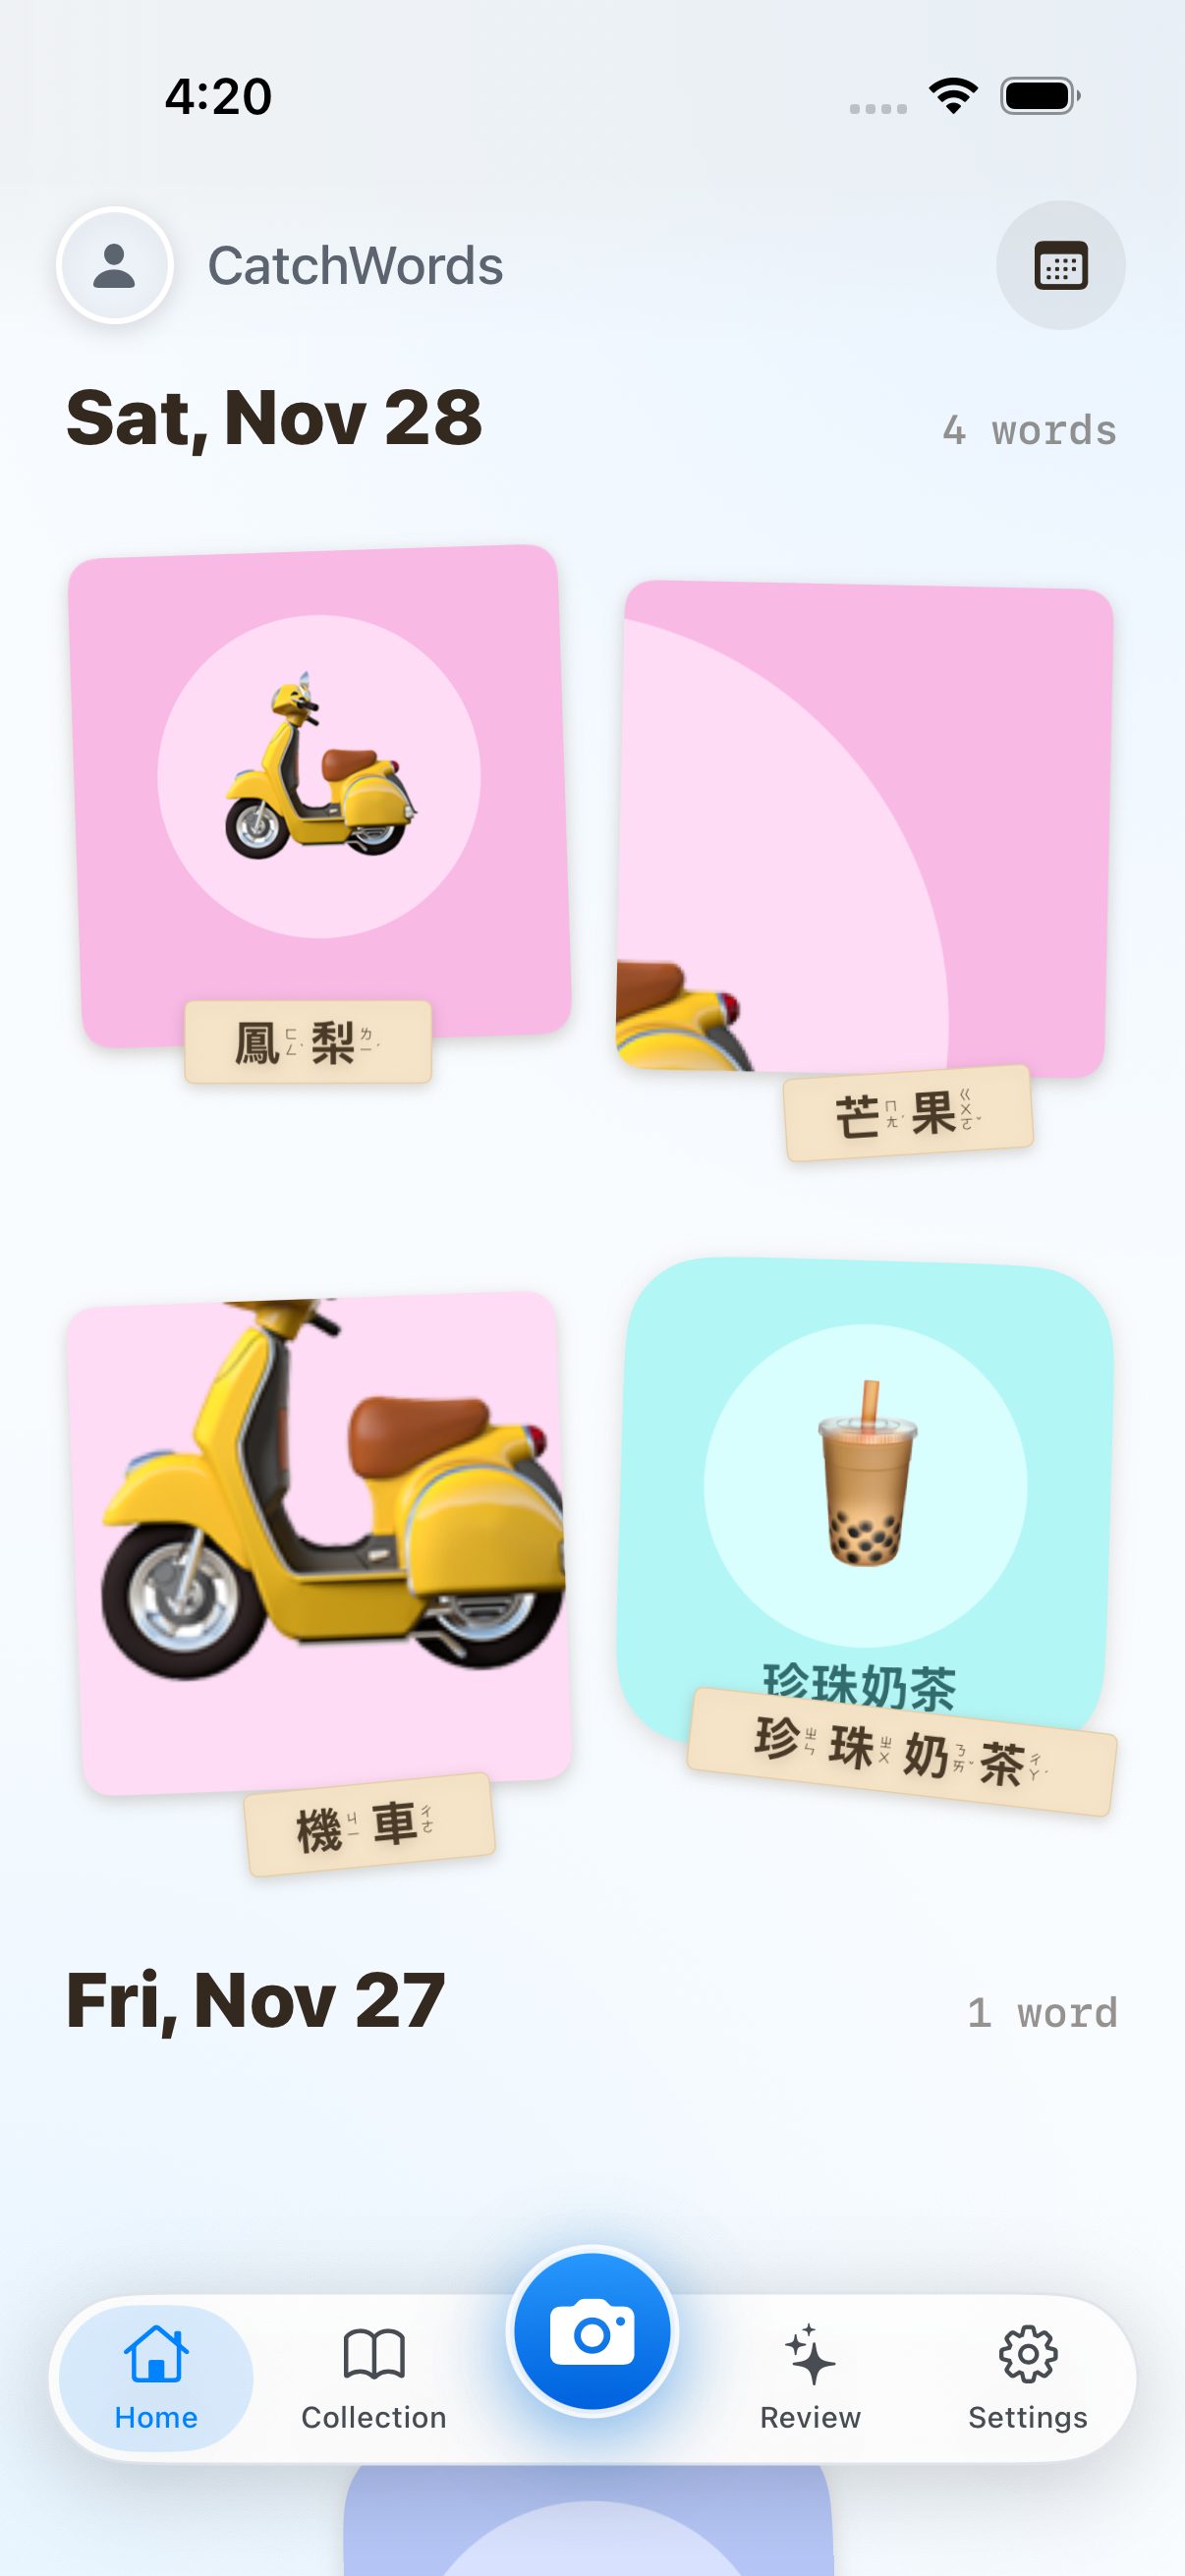 4:20
CatchWords
Sat, Nov 28
4 words
鳳ㄈㄥˋ梨ㄌㄧˊ
芒ㄇㄤˊ果ㄍㄨㄛˇ
珍珠奶茶
珍ㄓㄣ珠ㄓㄨ奶ㄋㄞˇ茶ㄔㄚˊ
機ㄐㄧ車ㄔㄜ
Fri, Nov 27
1 word
Home
Collection
Review
Settings